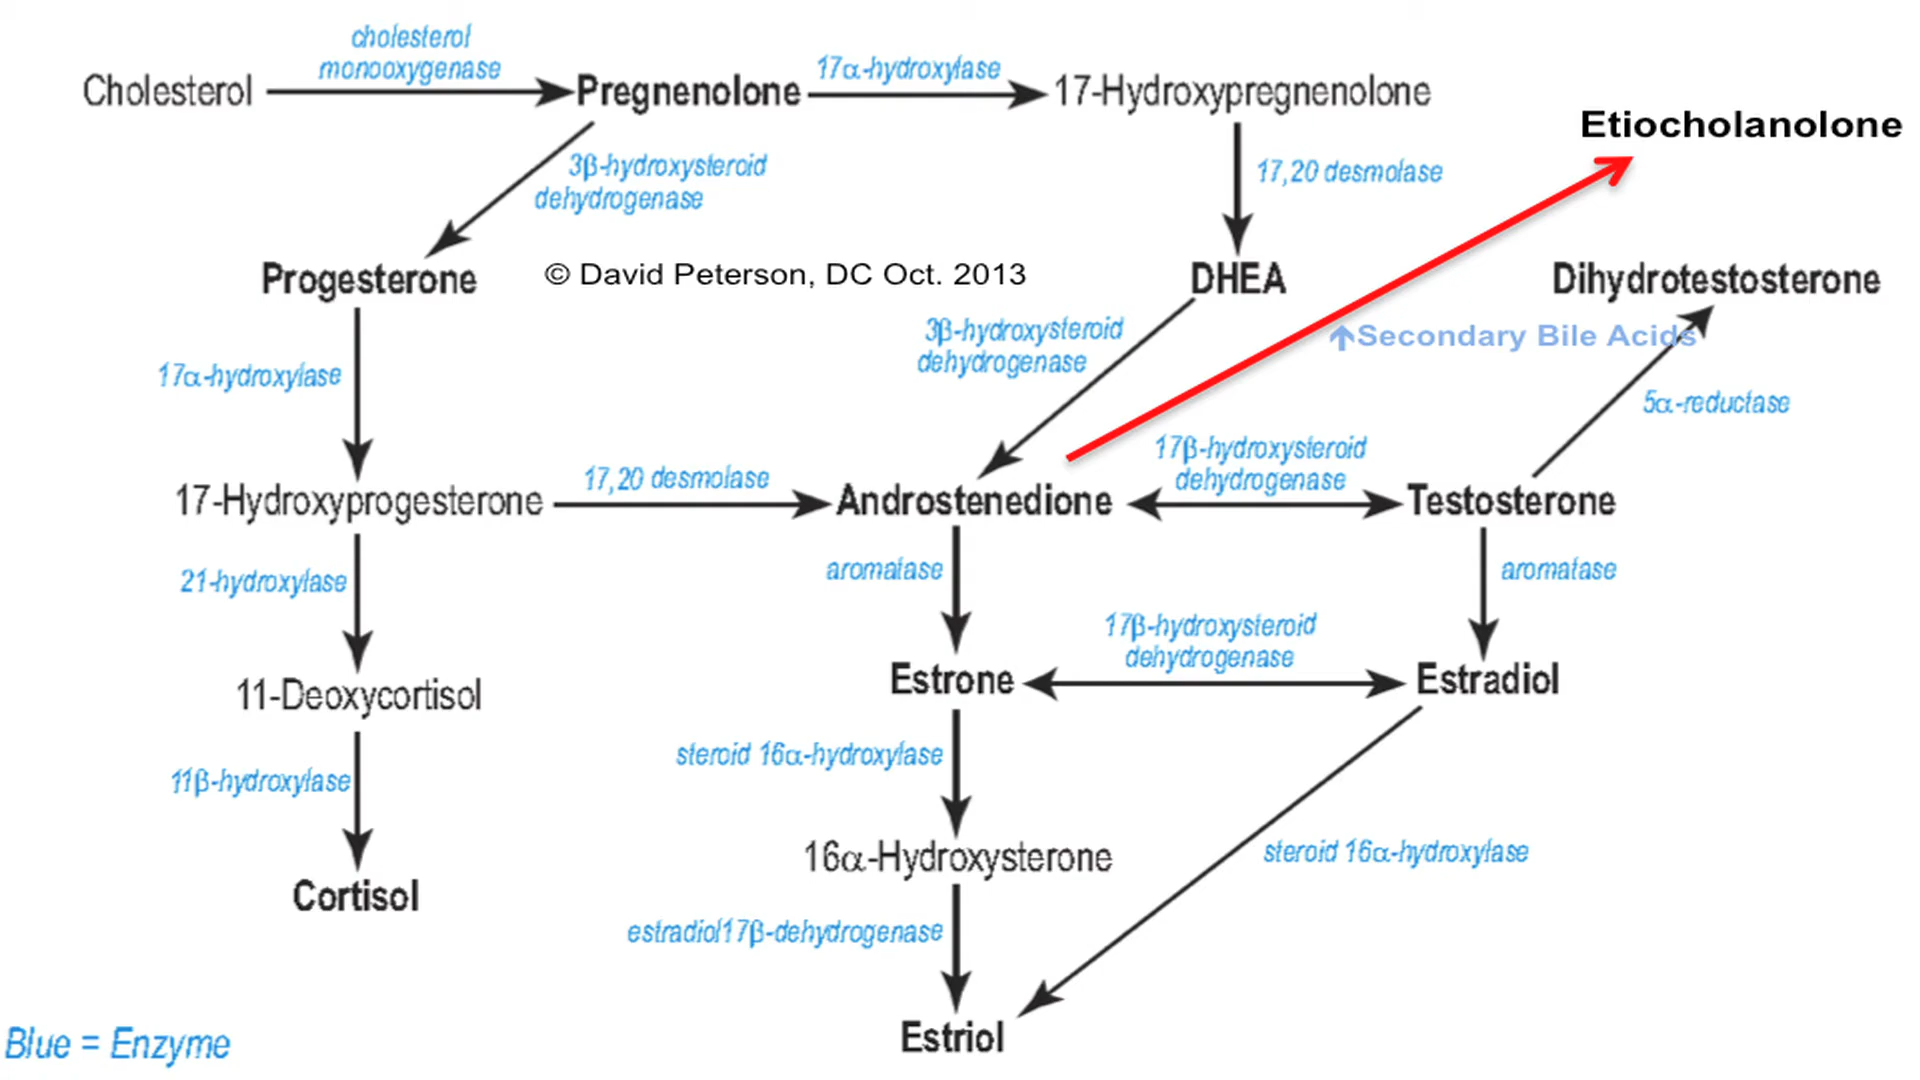 cholesterol
monooxygenase
Cholesterol
Pregnenolone
17α-hydroxylase
17-Hydroxypregnenolone
Etiocholanolone
3β-hydroxysteroid
dehydrogenase
17,20 desmolase
Progesterone
© David Peterson, DC Oct. 2013
DHEA
Dihydrotestosterone
3β-hydroxysteroid
dehydrogenase
↑Secondary Bile Acids
17α-hydroxylase
5α-reductase
17β-hydroxysteroid
dehydrogenase
17-Hydroxyprogesterone
17,20 desmolase
Androstenedione
Testosterone
21-hydroxylase
aromatase
aromatase
17β-hydroxysteroid
dehydrogenase
11-Deoxycortisol
Estrone
Estradiol
11β-hydroxylase
steroid 16α-hydroxylase
16α-Hydroxysterone
steroid 16α-hydroxylase
Cortisol
estradiol17β-dehydrogenase
Estriol
Blue = Enzyme